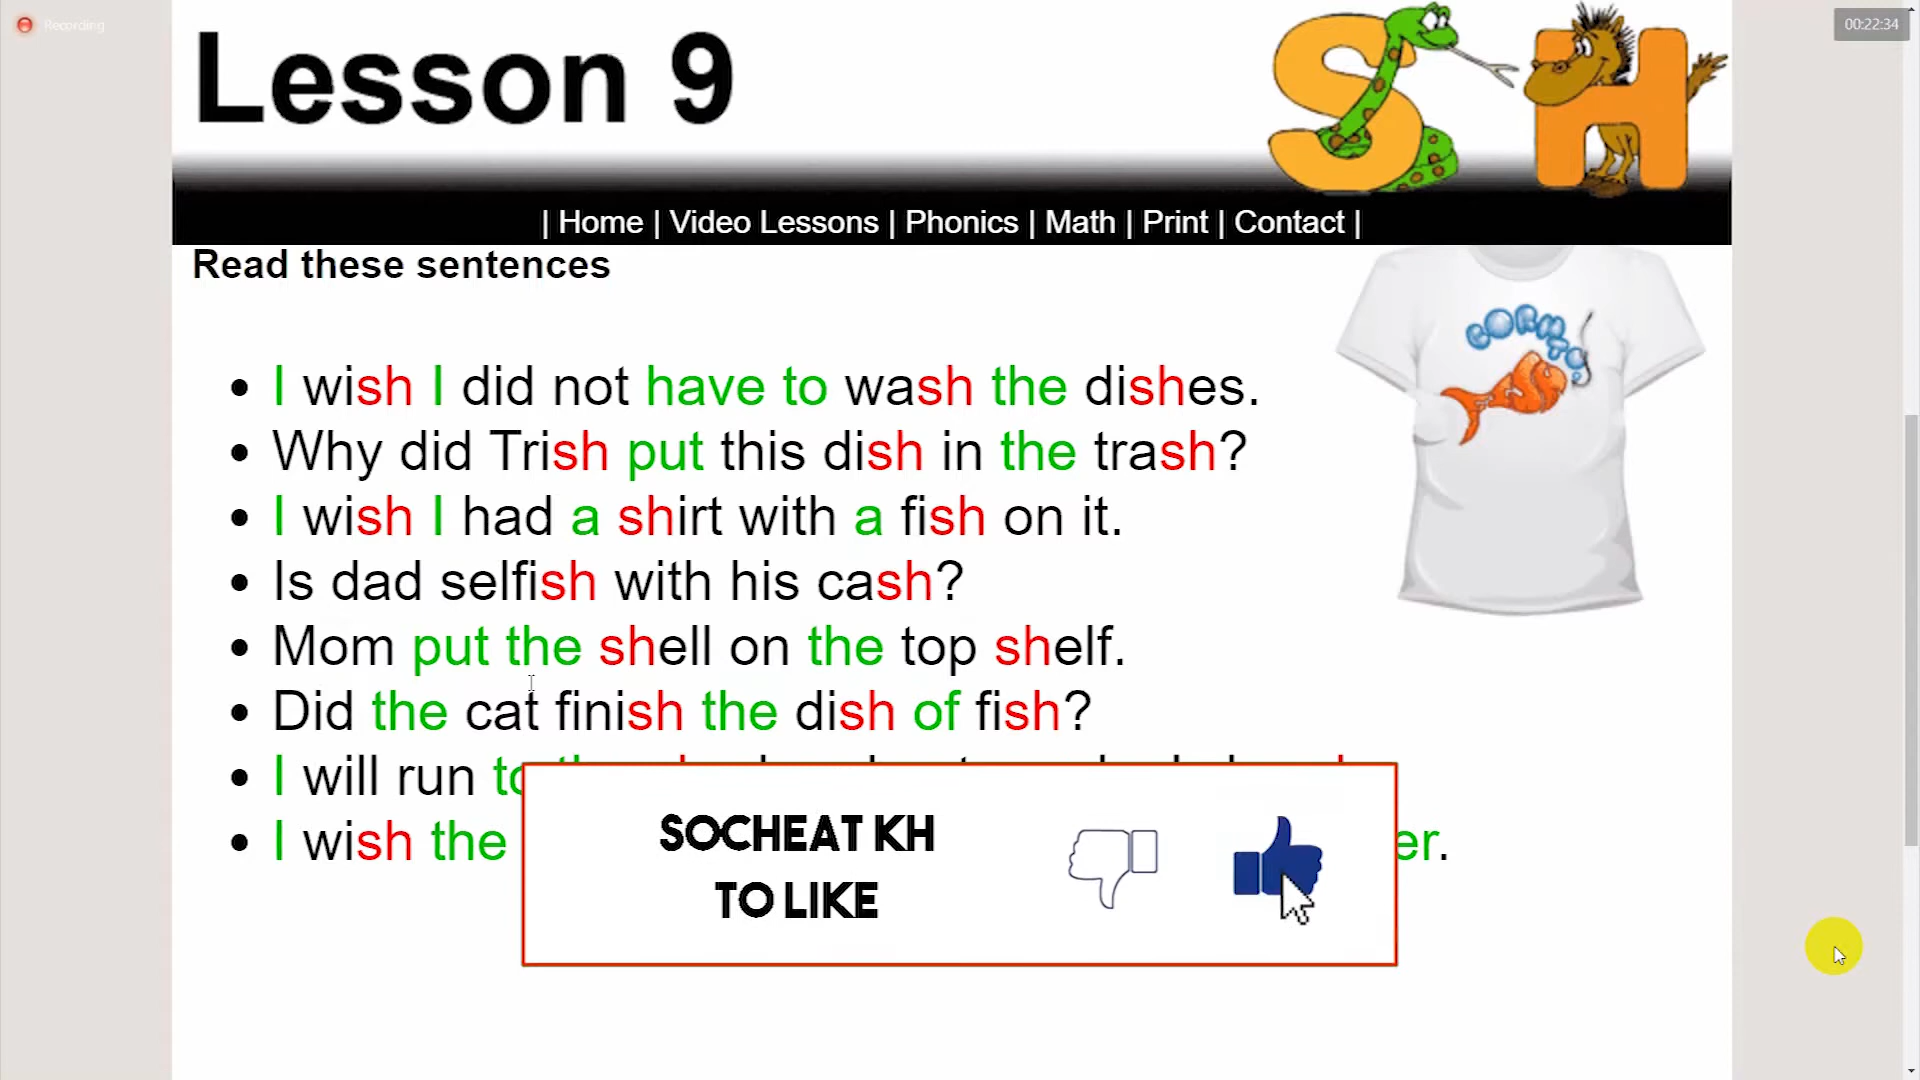 Recording
00:22:34
Lesson 9
SH
| Home | Video Lessons | Phonics | Math | Print | Contact |
Read these sentences
BORN TO
• I wish I did not have to wash the dishes.
• Why did Trish put this dish in the trash?
• I wish I had a shirt with a fish on it.
• Is dad selfish with his cash?
• Mom put the shell on the top shelf.
• Did the cat finish the dish of fish?
• I will run
• I wish the
SOCHEAT KH
TO LIKE